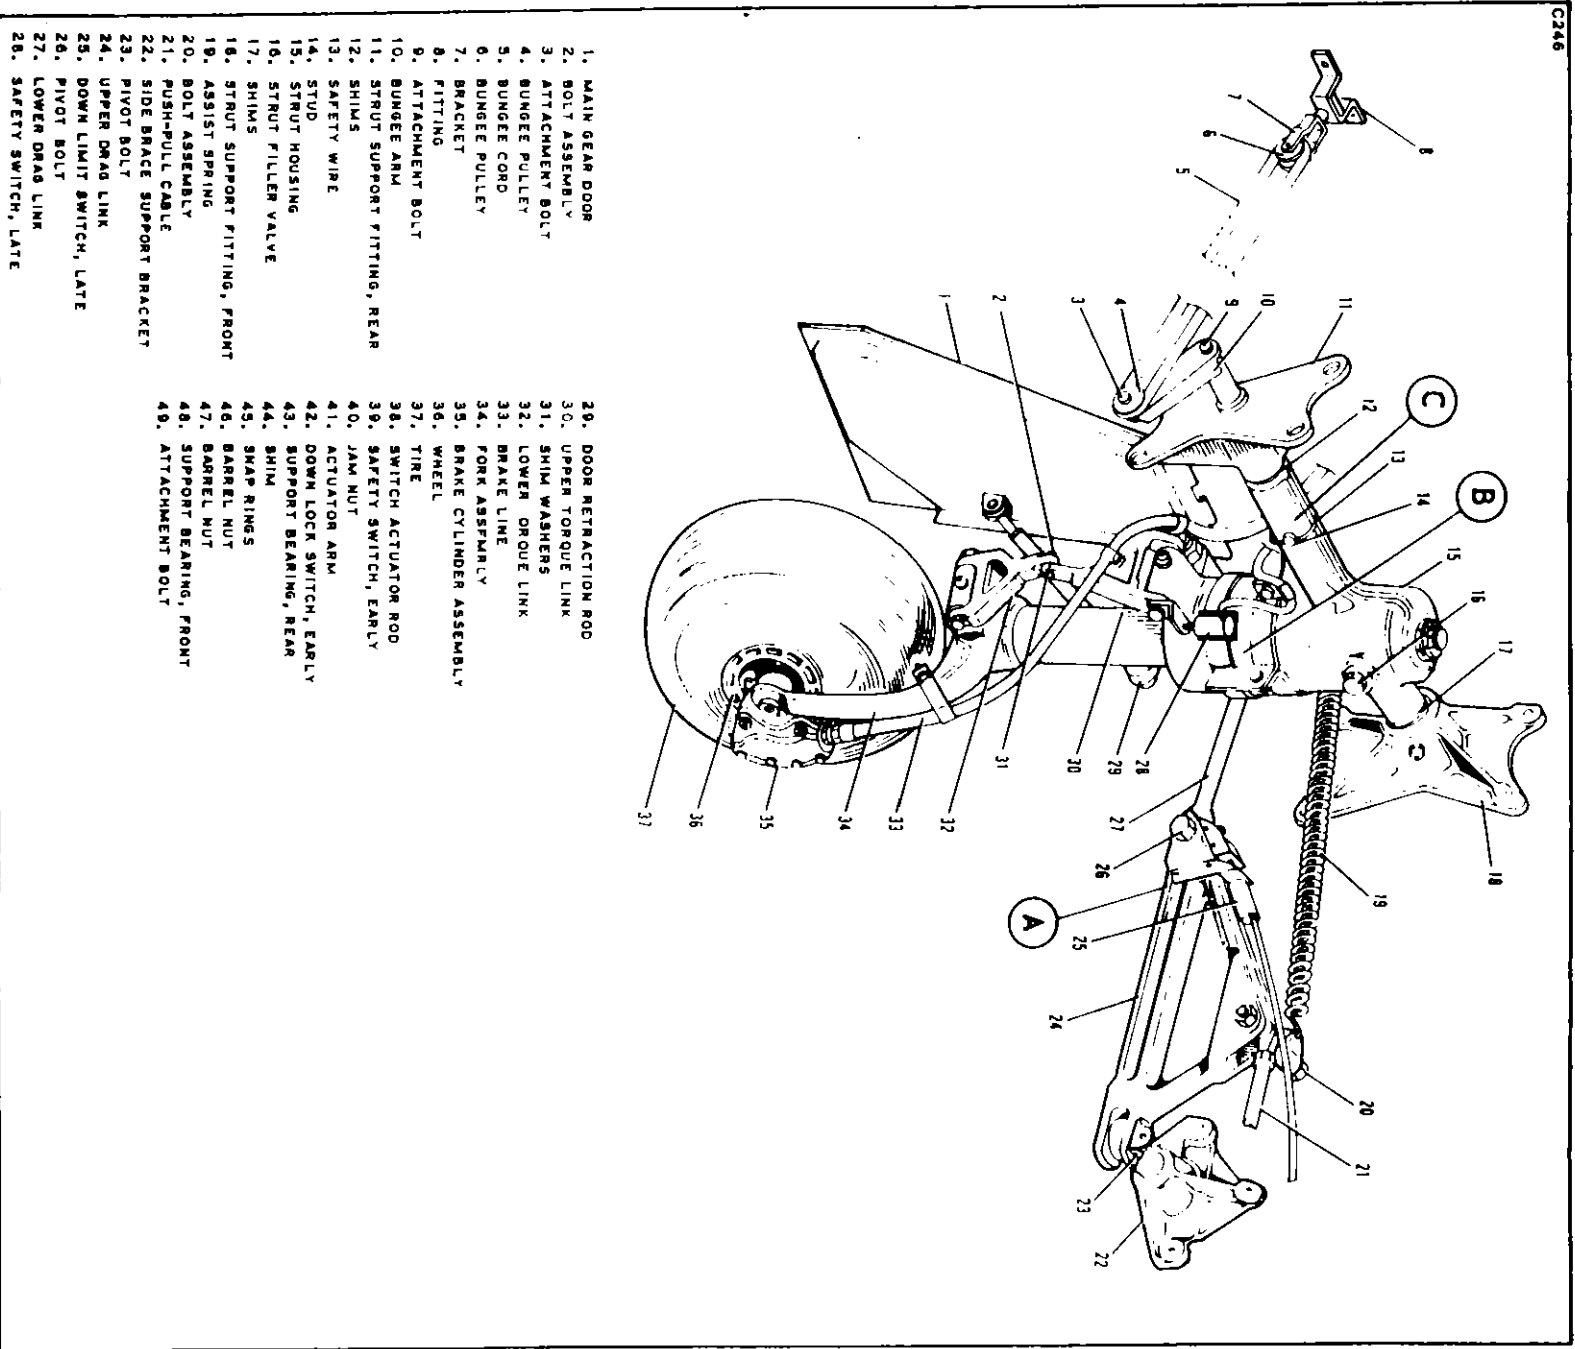 C246
1. MAIN GEAR DOOR
2. BOLT ASSEMBLY
3. ATTACHMENT BOLT
4. BUNGEE PULLEY
5. BUNGEE CORD
6. BUNGEE PULLEY
7. BRACKET
8. FITTING
9. ATTACHMENT BOLT
10. BUNGEE ARM
11. STRUT SUPPORT FITTING, REAR
12. SHIMS
13. SAFETY WIRE
14. STUD
15. STRUT HOUSING
16. STRUT FILLER VALVE
17. SHIMS
18. STRUT SUPPORT FITTING, FRONT
19. ASSIST SPRING
20. BOLT ASSEMBLY
21. PUSH-PULL CABLE
22. SIDE BRACE SUPPORT BRACKET
23. PIVOT BOLT
24. UPPER DRAG LINK
25. DOWN LIMIT SWITCH, LATE
26. PIVOT BOLT
27. LOWER DRAG LINK
28. SAFETY SWITCH, LATE
29. DOOR RETRACTION ROD
30. UPPER TORQUE LINK
31. SHIM WASHERS
32. LOWER ORQUE LINK
33. BRAKE LINE
34. FORK ASSEMBLY
35. BRAKE CYLINDER ASSEMBLY
36. WHEEL
37. TIRE
38. SWITCH ACTUATOR ROD
39. SAFETY SWITCH, EARLY
40. JAM NUT
41. ACTUATOR ARM
42. DOWN LOCK SWITCH, EARLY
43. SUPPORT BEARING, REAR
44. SHIM
45. SNAP RINGS
46. BARREL NUT
47. BARREL NUT
48. SUPPORT BEARING, FRONT
49. ATTACHMENT BOLT
8
7
6
5
11
10
9
4
3
2
1
12
C
13
14
B
15
16
17
18
19
20
21
22
23
24
25
A
26
27
28
29
30
31
32
33
34
35
36
37